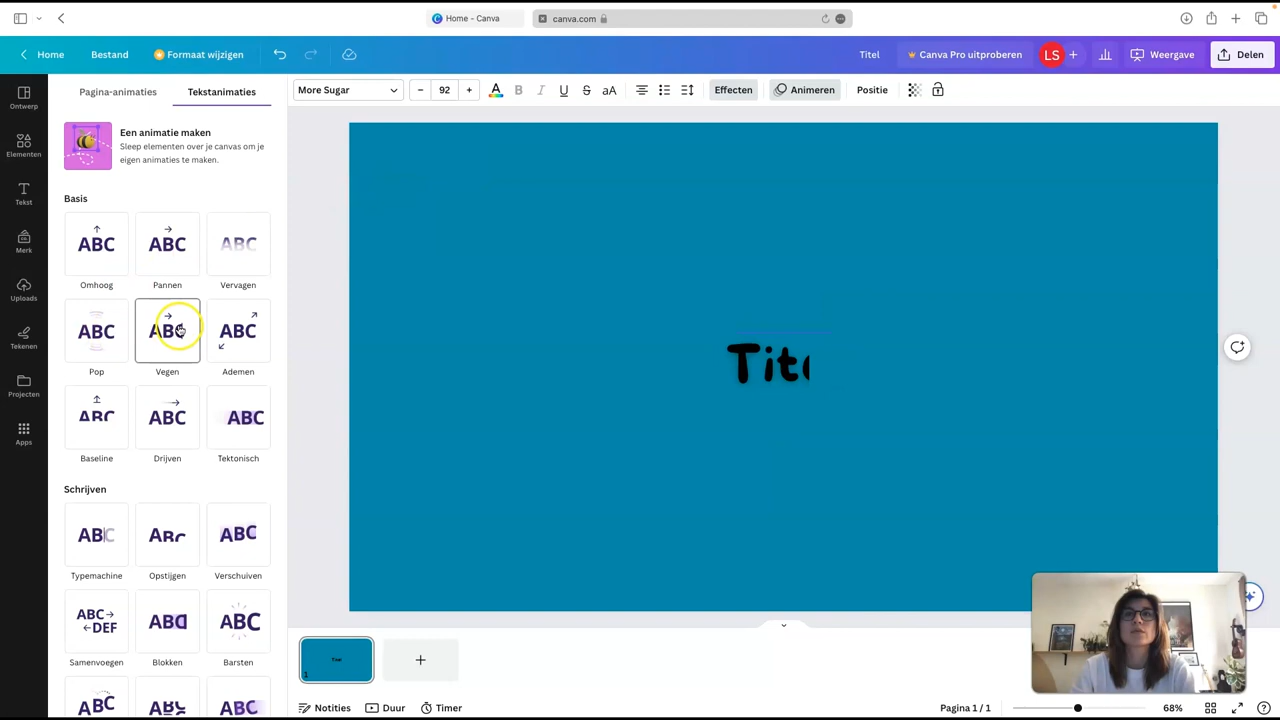 Home - Canva
canva.com
Home
Bestand
Formaat wijzigen
Titel
Canva Pro uitproberen
LS
+
Weergave
Delen
Pagina-animaties
Tekstanimaties
More Sugar
− 92 +
A B I U S aA
Effecten
Animeren
Positie
Ontwerp
Elementen
Tekst
Merk
Uploads
Tekenen
Projecten
Apps
Een animatie maken
Sleep elementen over je canvas om je
eigen animaties te maken.
Basis
ABC ABC ABC
Omhoog Pannen Vervagen
ABC ABC ABC
Pop Vegen Ademen
ABC ABC ABC
Baseline Drijven Tektonisch
Schrijven
ABC ABC ABC
Typemachine Opstijgen Verschuiven
ABC DEF ABC ABC
Samenvoegen Blokken Barsten
ABC
Tite
Titel
1
+
Notities
Duur
Timer
Pagina 1 / 1
68%